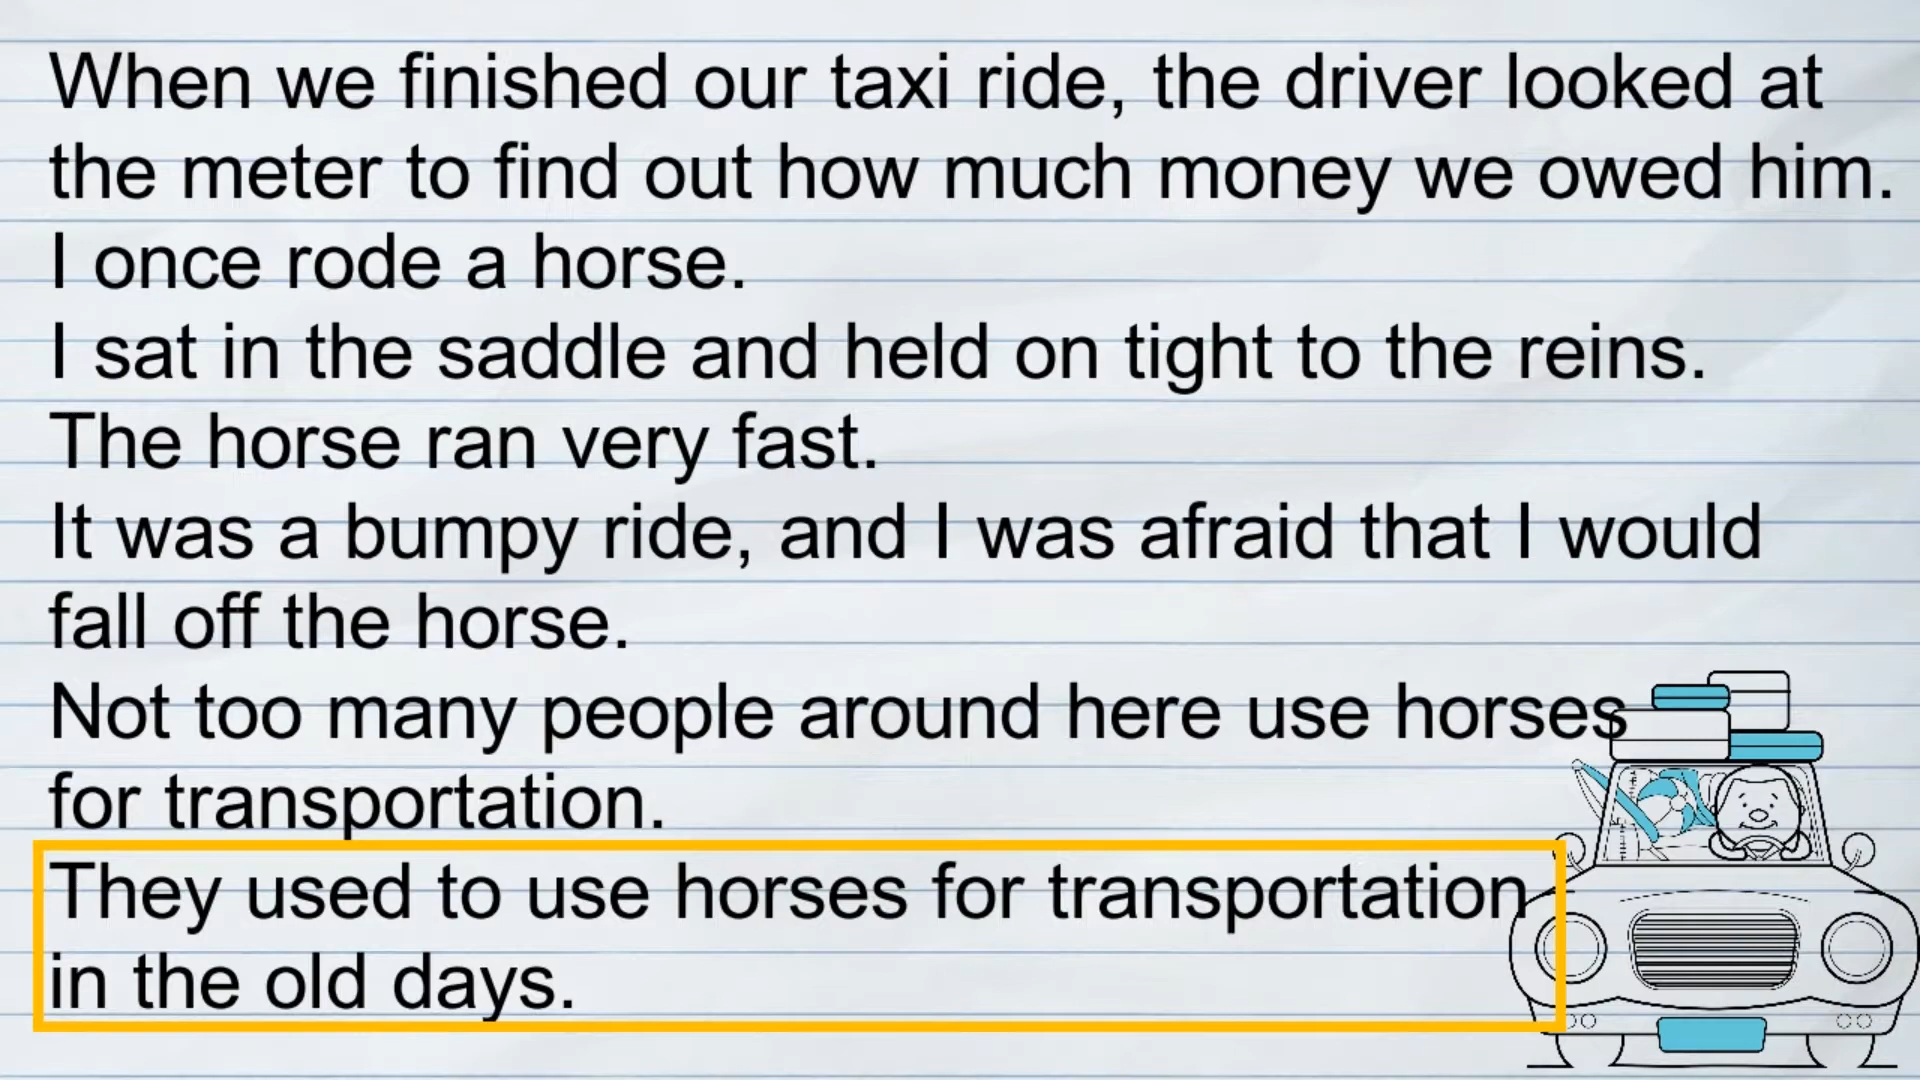 When we finished our taxi ride, the driver looked at
the meter to find out how much money we owed him.
I once rode a horse.
I sat in the saddle and held on tight to the reins.
The horse ran very fast.
It was a bumpy ride, and I was afraid that I would
fall off the horse.
Not too many people around here use horses
for transportation.
They used to use horses for transportation
in the old days.